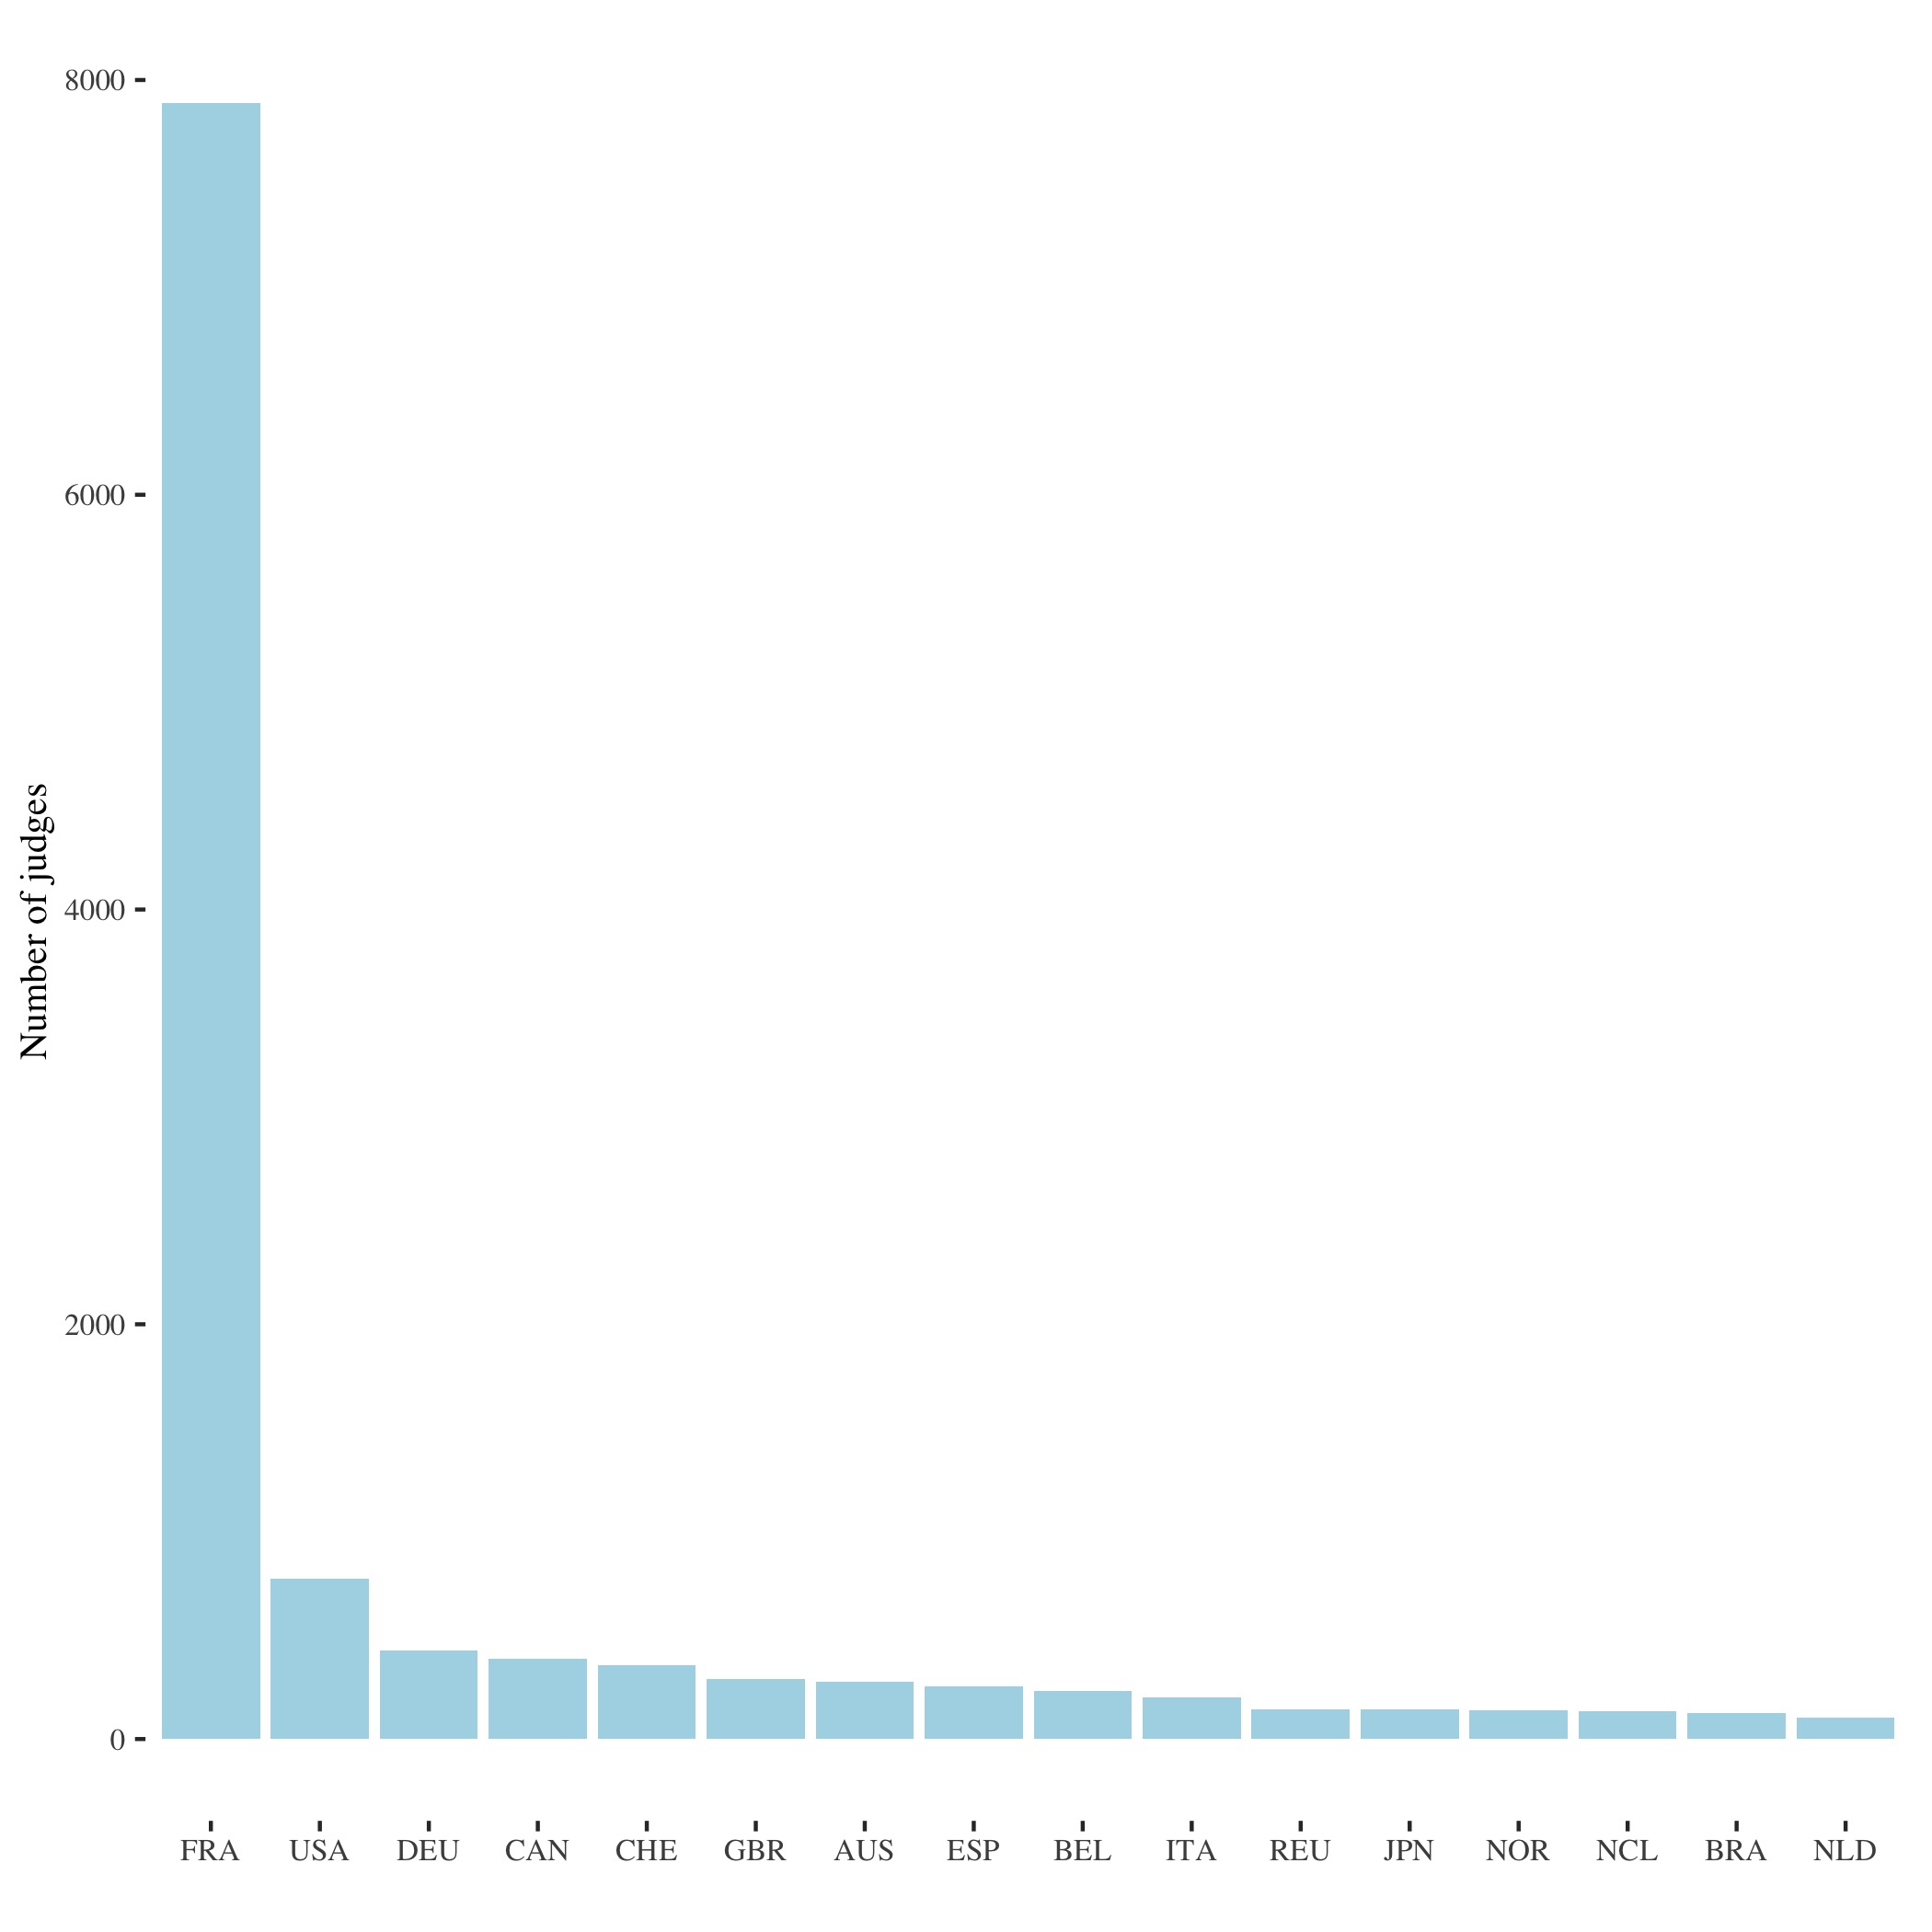 8000
6000
4000
2000
0
Number of judges
FRA USA DEU CAN CHE GBR AUS ESP BEL ITA REU JPN NOR NCL BRA NLD